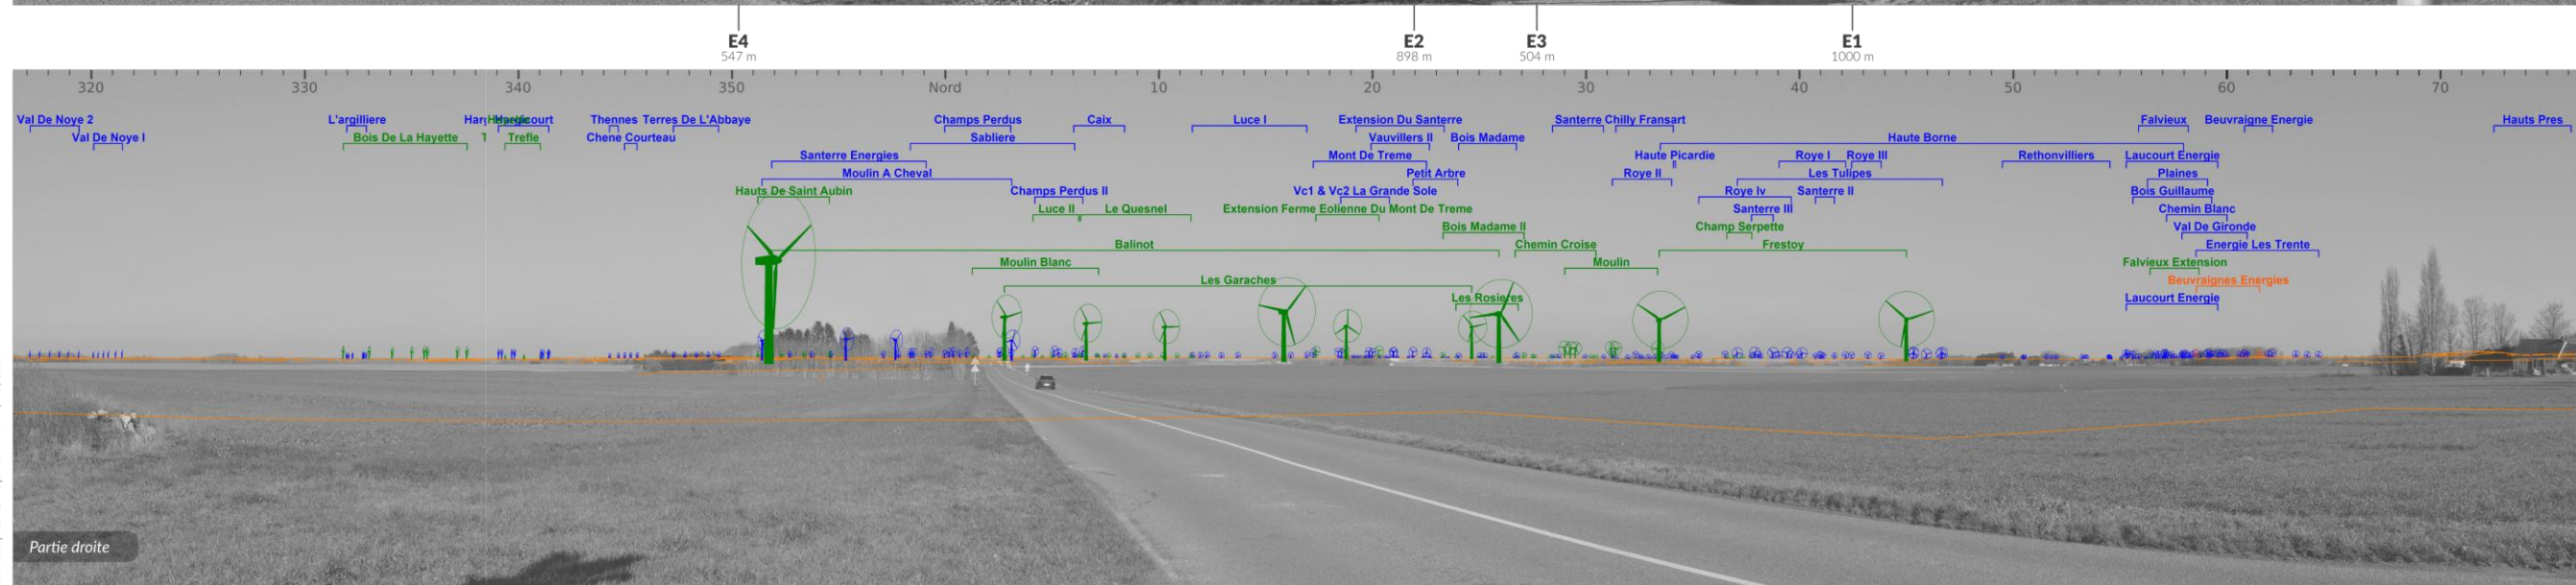 E4 E2 E3 E1
547 m 898 m 504 m 1000 m
320 330 340 350 Nord 10 20 30 40 50 60 70
Val De Noye 2 L'argilliere Hargicourt Thennes Terres De L'Abbaye Champs Perdus Caix Luce I Extension Du Santerre Santerre Chilly Fransart Falvieux Beuvraigne Energie Hauts Pres
Val De Noye I Bois De La Hayette T Trefle Chene Courteau Sabliere Vauvillers II Bois Madame Haute Borne
Santerre Energies Mont De Treme Haute Picardie Roye I Roye III Rethonvilliers Laucourt Energie
Moulin A Cheval Petit Arbre Roye II Les Tulipes Plaines
Hauts De Saint Aubin Champs Perdus II Vc1 & Vc2 La Grande Sole Roye Iv Santerre II Bois Guillaume
Luce II Le Quesnel Extension Ferme Eolienne Du Mont De Treme Santerre III Chemin Blanc
Bois Madame II Champ Serpette Val De Gironde
Balinot Chemin Croise Frestoy Energie Les Trente
Moulin Blanc Moulin Falvieux Extension
Les Garaches Beuvraignes Energies
Les Rosieres Laucourt Energie
Partie droite